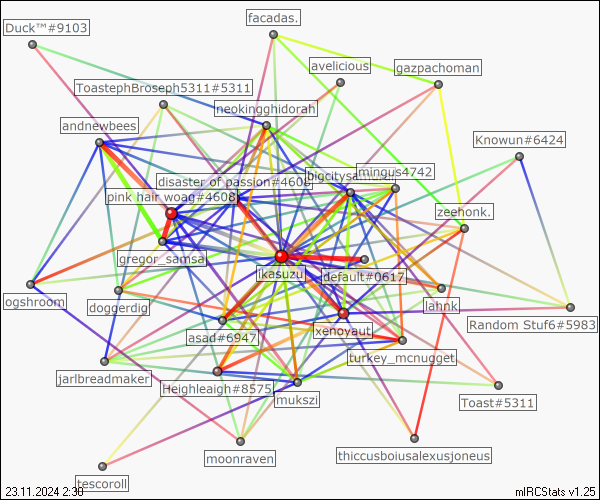 facadas.
Duck™#9103
avelicious
gazpachoman
ToastephBroseph5311#5311
neokingghidorah
andnewbees
Knowun#6424
mingus4742
disaster of passion#4608
pink hair woag#4608
zeehonk.
gregor_samsa
ikasuzu
default#0617
ogshroom
doggerdig
lahnk
Random Stuf6#5983
xenoyaut
asad#6947
turkey_mcnugget
jarlbreadmaker
Heighleagh#8575
mukszi
Toast#5311
moonraven
thiccusboiusalexusjoneus
tescoroll
23.11.2024 2:30
mIRCStats v1.25